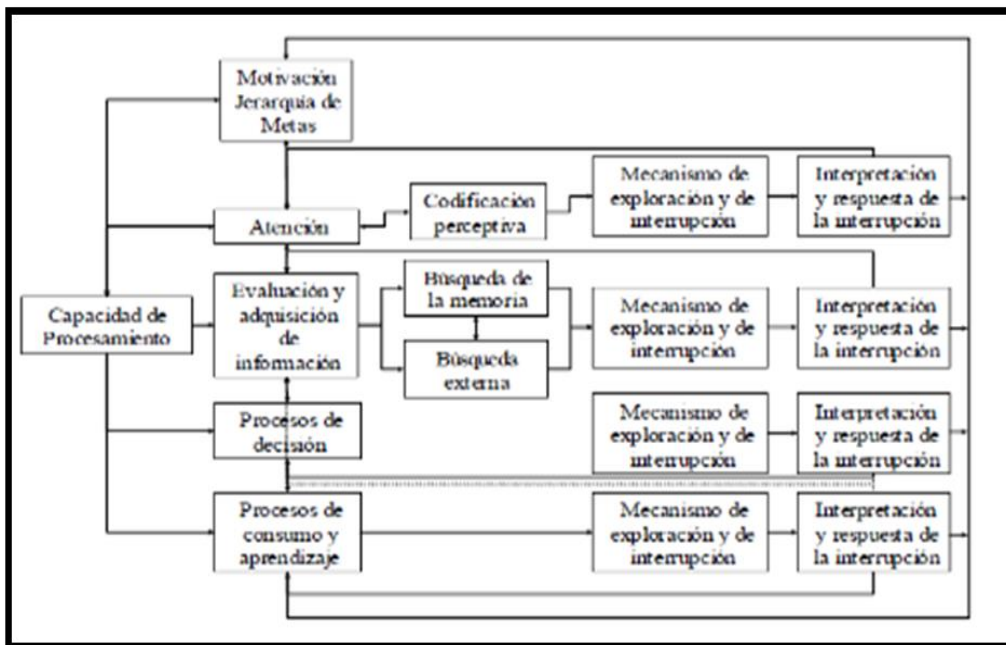 Motivación
Jerarquía de
Metas
Atención
Codificación
perceptiva
Mecanismo de
exploración y de
interrupción
Interpretación
y respuesta de
la interrupción
Capacidad de
Procesamiento
Evaluación y
adquisición
de
información
Búsqueda de
la memoria
Búsqueda
externa
Mecanismo de
exploración y de
interrupción
Interpretación
y respuesta de
la interrupción
Procesos de
decisión
Mecanismo de
exploración y de
interrupción
Interpretación
y respuesta de
la interrupción
Procesos de
consumo y
aprendizaje
Mecanismo de
exploración y de
interrupción
Interpretación
y respuesta de
la interrupción